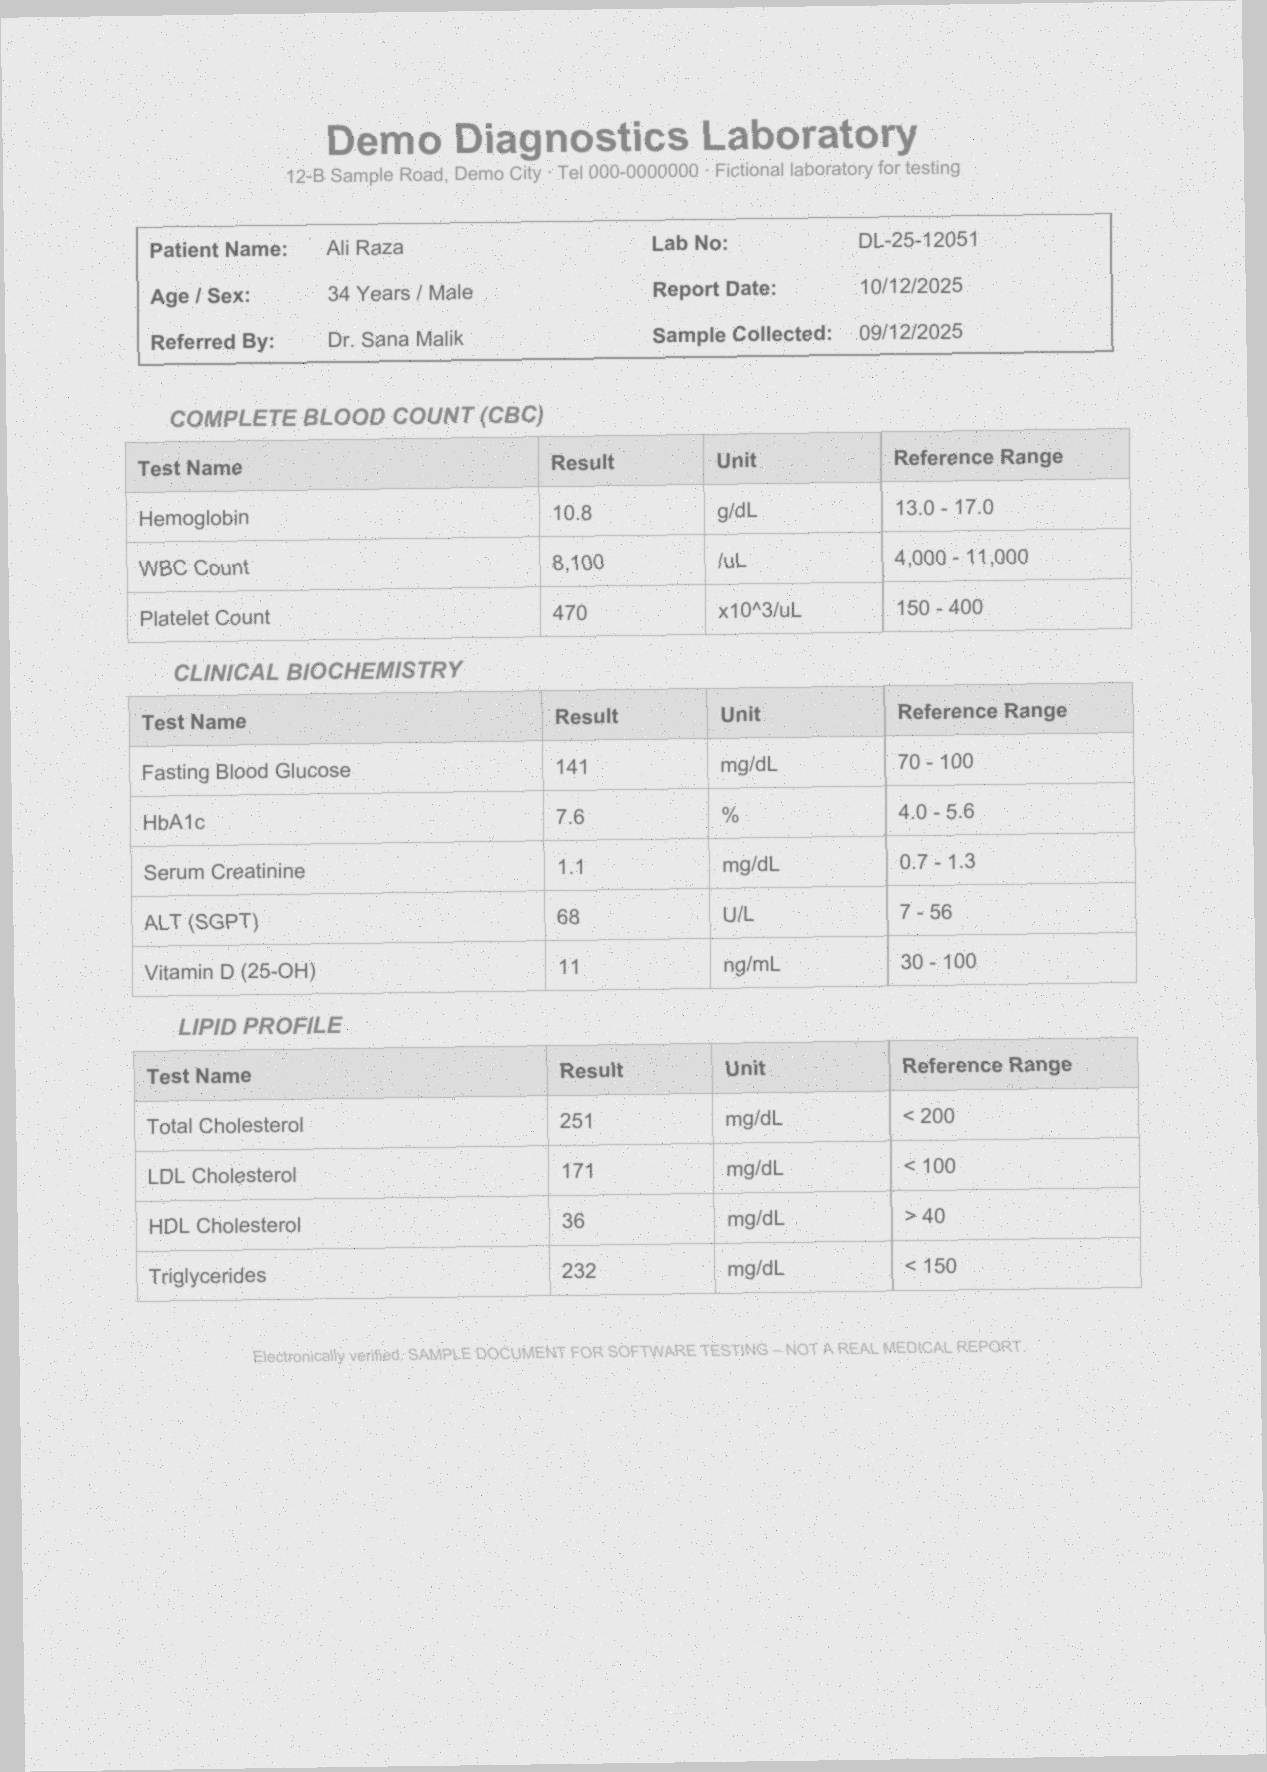 Demo Diagnostics Laboratory
12-B Sample Road, Demo City · Tel 000-0000000 · Fictional laboratory for testing
Patient Name: Ali Raza Lab No: DL-25-12051
Age / Sex: 34 Years / Male Report Date: 10/12/2025
Referred By: Dr. Sana Malik Sample Collected: 09/12/2025
COMPLETE BLOOD COUNT (CBC)
Test Name Result Unit Reference Range
Hemoglobin 10.8 g/dL 13.0 - 17.0
WBC Count 8,100 /uL 4,000 - 11,000
Platelet Count 470 x10^3/uL 150 - 400
CLINICAL BIOCHEMISTRY
Test Name Result Unit Reference Range
Fasting Blood Glucose 141 mg/dL 70 - 100
HbA1c 7.6 % 4.0 - 5.6
Serum Creatinine 1.1 mg/dL 0.7 - 1.3
ALT (SGPT) 68 U/L 7 - 56
Vitamin D (25-OH) 11 ng/mL 30 - 100
LIPID PROFILE
Test Name Result Unit Reference Range
Total Cholesterol 251 mg/dL < 200
LDL Cholesterol 171 mg/dL < 100
HDL Cholesterol 36 mg/dL > 40
Triglycerides 232 mg/dL < 150
Electronically verified. SAMPLE DOCUMENT FOR SOFTWARE TESTING – NOT A REAL MEDICAL REPORT.